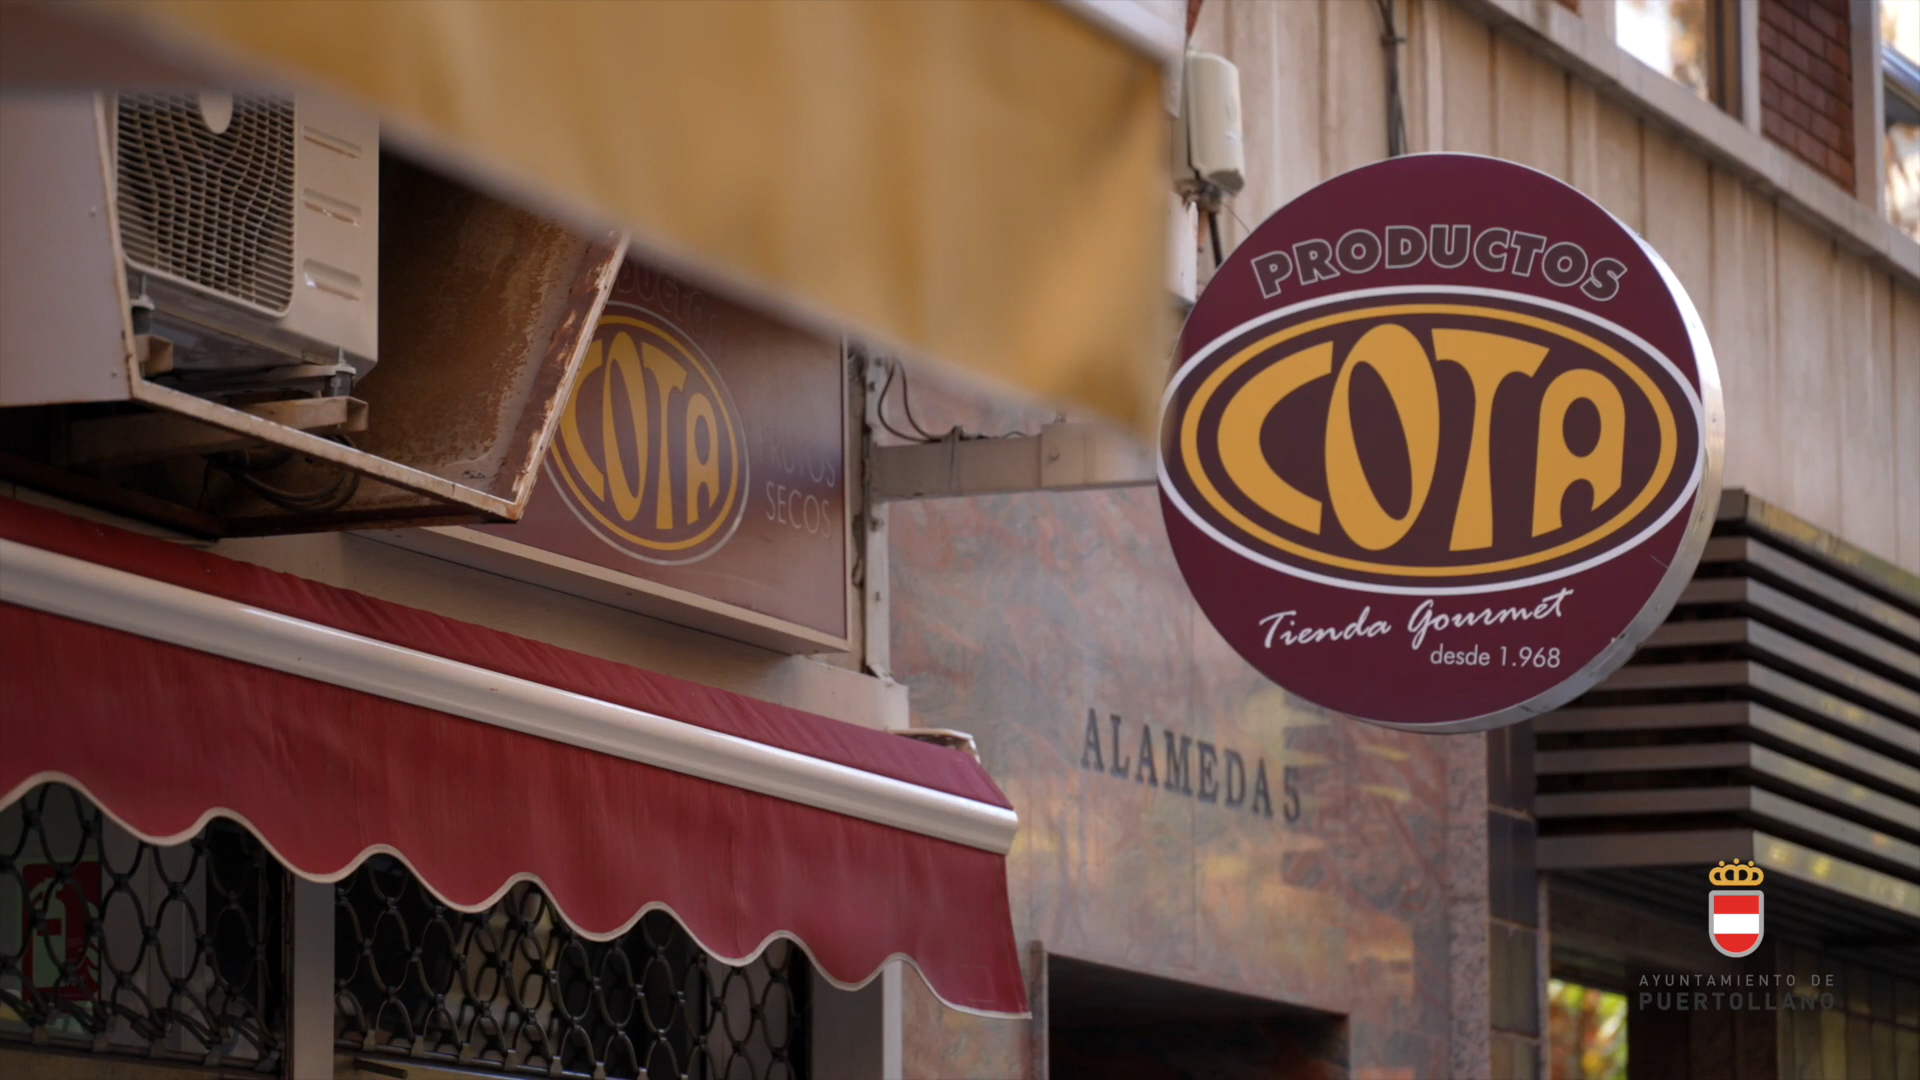 PRODUCTOS
COTA
Tienda Gourmet
desde 1.968
COTA
FRUTOS
SECOS
ALAMEDA 5
AYUNTAMIENTO DE
PUERTOLLANO